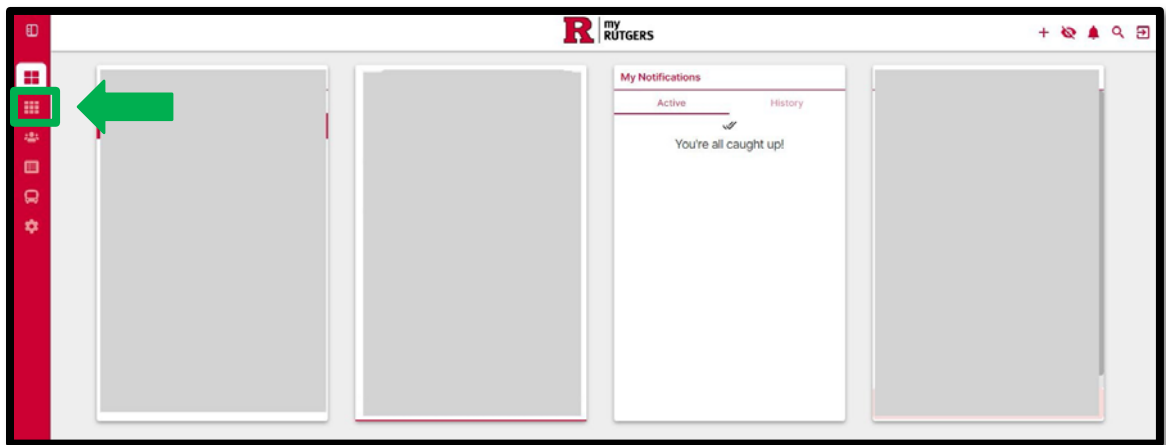 R my
RUTGERS
My Notifications
Active History
You're all caught up!